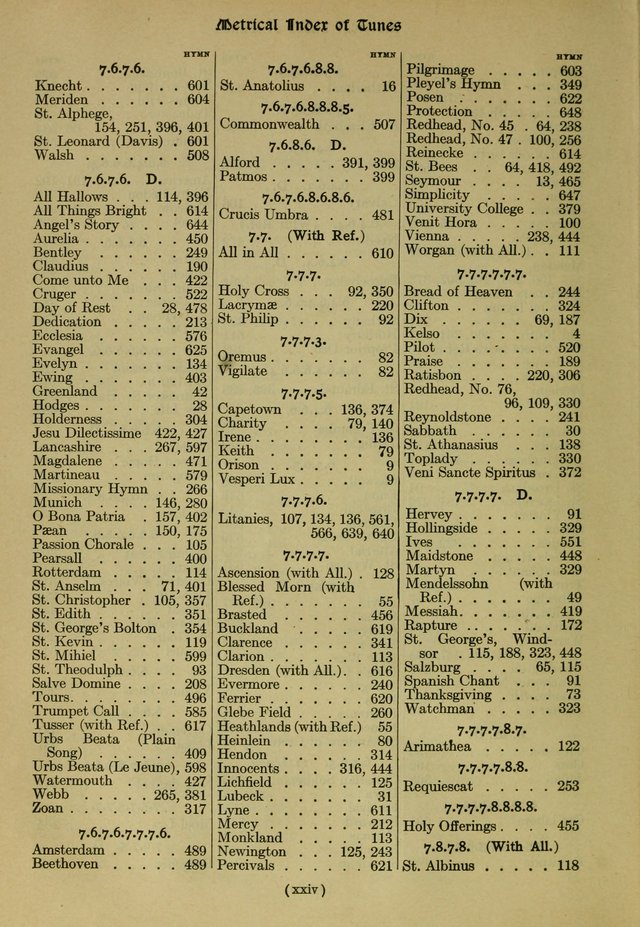 Metrical Index of Tunes
HYMN
7.6.7.6.
Knecht . . . . . . . 601
Meriden . . . . . . 604
St. Alphege,
154, 251, 396, 401
St. Leonard (Davis) . 601
Walsh . . . . . . . 508
7.6.7.6. D.
All Hallows . . . 114, 396
All Things Bright . . 614
Angel's Story . . . . 644
Aurelia . . . . . . . 450
Bentley . . . . . . 249
Claudius . . . . . . 190
Come unto Me . . . 422
Cruger . . . . . . . 522
Day of Rest . . 28, 478
Dedication . . . . . 213
Ecclesia . . . . . . 576
Evangel . . . . . . 625
Evelyn . . . . . . . 134
Ewing . . . . . . . 403
Greenland . . . . . 42
Hodges . . . . . . . 28
Holderness . . . . . 304
Jesu Dilectissime 422, 427
Lancashire . . . 267, 597
Magdalene . . . . . 471
Martineau . . . . . 579
Missionary Hymn . . 266
Munich . . . . 146, 280
O Bona Patria . 157, 402
Pæan . . . . . 150, 175
Passion Chorale . . . 105
Pearsall . . . . . . 400
Rotterdam . . . . . 114
St. Anselm . . . 71, 401
St. Christopher . 105, 357
St. Edith . . . . . . 351
St. George's Bolton . 354
St. Kevin . . . . . . 119
St. Mihiel . . . . . 599
St. Theodulph . . . . 93
Salve Domine . . . . 208
Tours. . . . . . . . 496
Trumpet Call . . . . 585
Tusser (with Ref.) . . 617
Urbs Beata (Plain
Song) . . . . . . 409
Urbs Beata (Le Jeune), 598
Watermouth . . . . 427
Webb . . . . . 265, 381
Zoan . . . . . . . 317
7.6.7.6.7.7.7.6.
Amsterdam . . . . . 489
Beethoven . . . . . 489
HYMN
7.6.7.6.8.8.
St. Anatolius . . . . 16
7.6.7.6.8.8.8.5.
Commonwealth . . . 507
7.6.8.6. D.
Alford . . . . . 391, 399
Patmos . . . . . . . 399
7.6.7.6.8.6.8.6.
Crucis Umbra . . . . 481
7.7. (With Ref.)
All in All . . . . . . 610
7.7.7.
Holy Cross . . . 92, 350
Lacrymæ . . . . . . 220
St. Philip . . . . . . 92
7.7.7.3.
Oremus . . . . . . . 82
Vigilate . . . . . . 82
7.7.7.5.
Capetown . . . 136, 374
Charity . . . . 79, 140
Irene . . . . . . . . 136
Keith . . . . . . . 79
Orison . . . . . . . 9
Vesperi Lux . . . . . 9
7.7.7.6.
Litanies, 107, 134, 136, 561,
566, 639, 640
7.7.7.7.
Ascension (with All.) . 128
Blessed Morn (with
Ref.) . . . . . . . 55
Brasted . . . . . . 456
Buckland . . . . . . 619
Clarence . . . . . . 341
Clarion . . . . . . . 113
Dresden (with All.). . 616
Evermore . . . . . . 240
Ferrier . . . . . . . 620
Glebe Field . . . . . 260
Heathlands (with Ref.) 55
Heinlein . . . . . . 80
Hendon . . . . . . 314
Innocents . . . . 316, 444
Lichfield . . . . . . 125
Lubeck . . . . . . . 31
Lyne . . . . . . . . 611
Mercy . . . . . . . 212
Monkland . . . . . 113
Newington . . . 125, 243
Percivals . . . . . . 621
HYMN
Pilgrimage . . . . . 603
Pleyel's Hymn . . . 349
Posen . . . . . . . 622
Protection . . . . . 648
Redhead, No. 45 . 64, 238
Redhead, No. 47 . 100, 256
Reinecke . . . . . . 614
St. Bees . . 64, 418, 492
Seymour . . . . 13, 465
Simplicity . . . . . 647
University College . . 379
Venit Hora . . . . . 100
Vienna . . . . . 238, 444
Worgan (with All.) . . 111
7.7.7.7.7.7.
Bread of Heaven . . 244
Clifton . . . . . . . 324
Dix . . . . . . 69, 187
Kelso . . . . . . . 4
Pilot . . . . . . . . 520
Praise . . . . . . . 189
Ratisbon . . . . 220, 306
Redhead, No. 76,
96, 109, 330
Reynoldstone . . . . 241
Sabbath . . . . . . 30
St. Athanasius . . . 138
Toplady . . . . . . 330
Veni Sancte Spiritus . 372
7.7.7.7. D.
Hervey . . . . . . . 91
Hollingside . . . . . 329
Ives . . . . . . . . 551
Maidstone . . . . . 448
Martyn . . . . . . . 329
Mendelssohn (with
Ref.) . . . . . . . 49
Messiah. . . . . . . 419
Rapture . . . . . . 172
St. George's, Wind-
sor . 115, 188, 323, 448
Salzburg . . . . 65, 115
Spanish Chant . . . 91
Thanksgiving . . . . 73
Watchman . . . . . 323
7.7.7.7.8.7.
Arimathea . . . . . 122
7.7.7.7.8.8.
Requiescat . . . . . 253
7.7.7.7.8.8.8.8.
Holy Offerings . . . . 455
7.8.7.8. (With All.)
St. Albinus . . . . . 118
(xxiv)